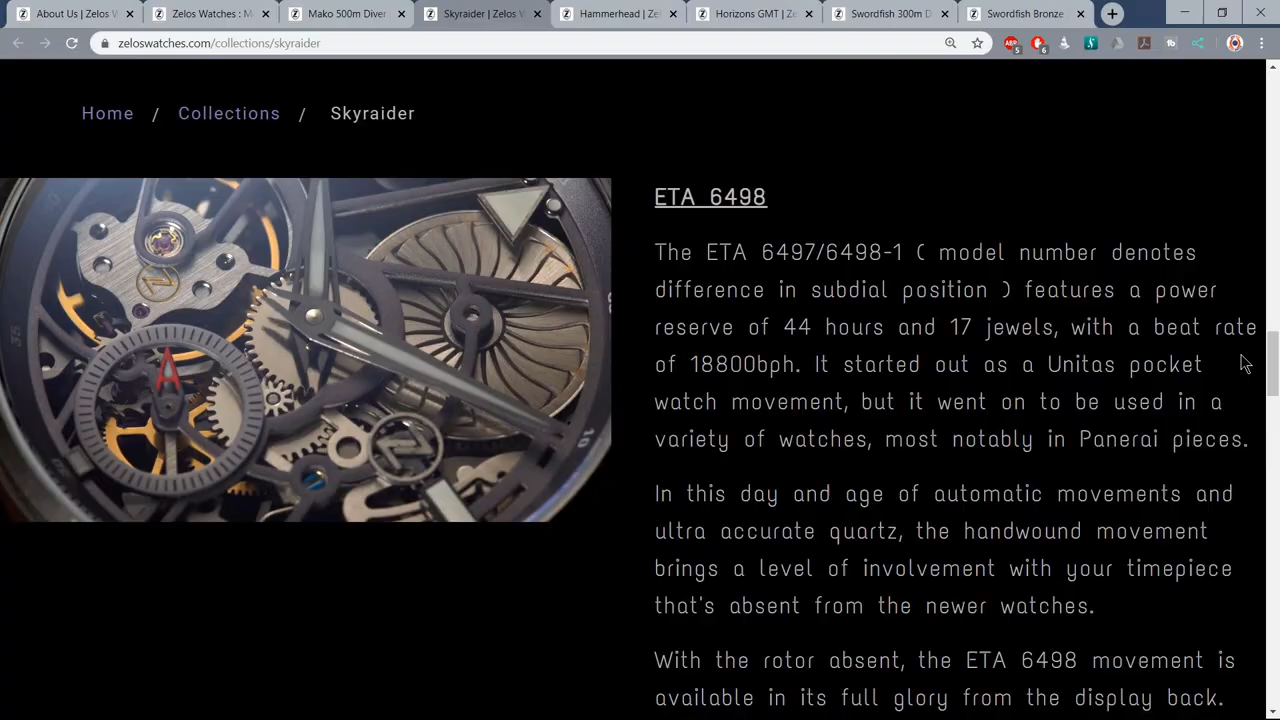 About Us | Zelos W
Zelos Watches : M
Mako 500m Diver
Skyraider | Zelos W
Hammerhead | Ze
Horizons GMT | Ze
Swordfish 300m D
Swordfish Bronze
zeloswatches.com/collections/skyraider
ABP 5
6
fb
Home / Collections / Skyraider
35
10
ETA 6498
The ETA 6497/6498-1 ( model number denotes
difference in subdial position ) features a power
reserve of 44 hours and 17 jewels, with a beat rate
of 18800bph. It started out as a Unitas pocket
watch movement, but it went on to be used in a
variety of watches, most notably in Panerai pieces.
In this day and age of automatic movements and
ultra accurate quartz, the handwound movement
brings a level of involvement with your timepiece
that's absent from the newer watches.
With the rotor absent, the ETA 6498 movement is
available in its full glory from the display back.